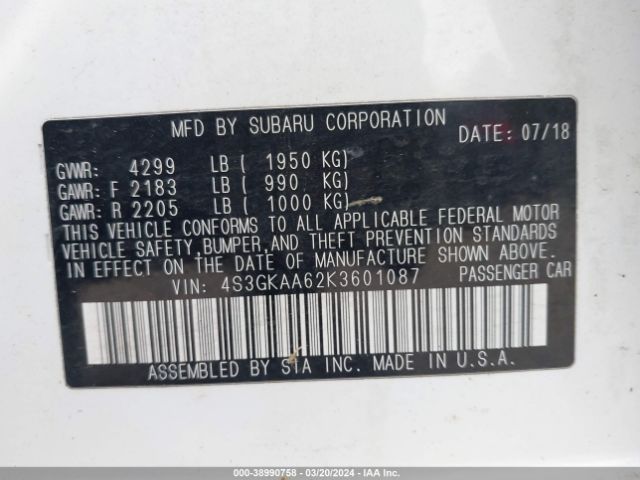 MFD BY SUBARU CORPORATION DATE: 07/18
GVWR: 4299 LB ( 1950 KG)
GAWR: F 2183 LB ( 990 KG)
GAWR: R 2205 LB ( 1000 KG)
THIS VEHICLE CONFORMS TO ALL APPLICABLE FEDERAL MOTOR
VEHICLE SAFETY, BUMPER, AND THEFT PREVENTION STANDARDS
IN EFFECT ON THE DATE OF MANUFACTURE SHOWN ABOVE.
VIN: 4S3GKAA62K3601087 PASSENGER CAR
ASSEMBLED BY SIA INC. MADE IN U.S.A.
000-38990758 - 03/20/2024 - IAA Inc.